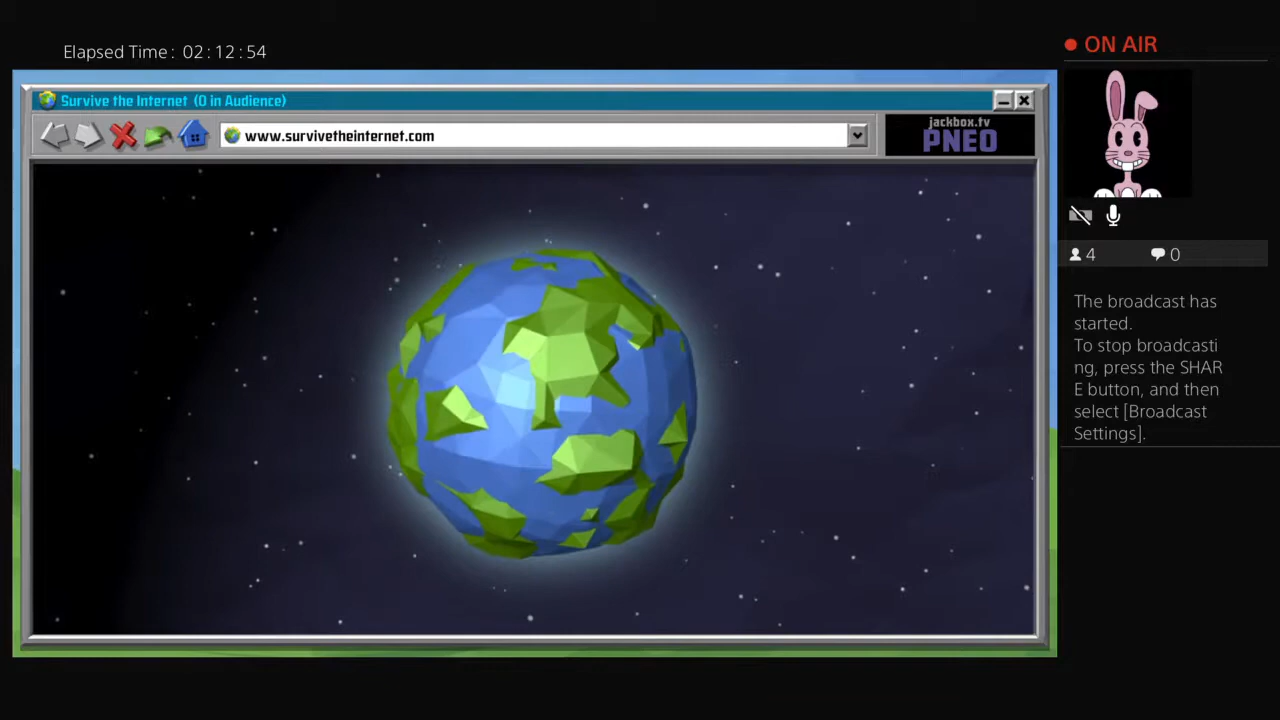 Elapsed Time: 02:12:54
ON AIR
Survive the Internet (0 in Audience)
www.survivetheinternet.com
jackbox.tv
PNEO
4
0
The broadcast has
started.
To stop broadcasti
ng, press the SHAR
E button, and then
select [Broadcast
Settings].